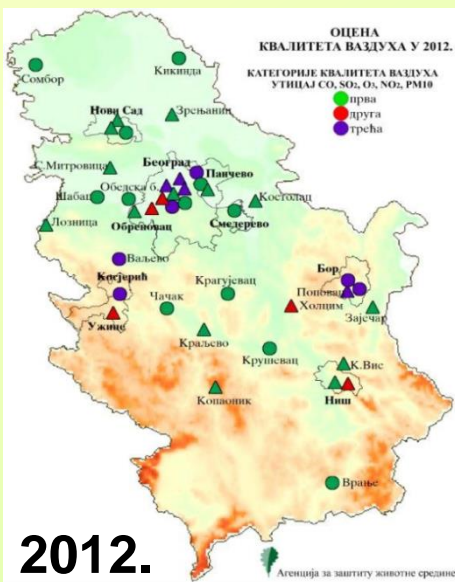 ОЦЕНА
КВАЛИТЕТА ВАЗДУХА У 2012.
КАТЕГОРИЈЕ КВАЛИТЕТА ВАЗДУХА
УТИЦАЈ CO, SO₂, O₃, NO₂, PM10
прва
друга
трећа
Сомбор
Кикинда
Нови Сад
Зрењанин
С.Митровица
Београд
Панчево
Шабац
Обедска б.
Костолац
Лозница
Обреновац
Смедерево
Ваљево
Косјерић
Бор
Крагујевац
Поповац
Холцим
Чачак
Зајечар
Ужице
Краљево
Крушевац
К.Вис
Копаоник
Ниш
Врање
2012.
Агенција за заштиту животне средине